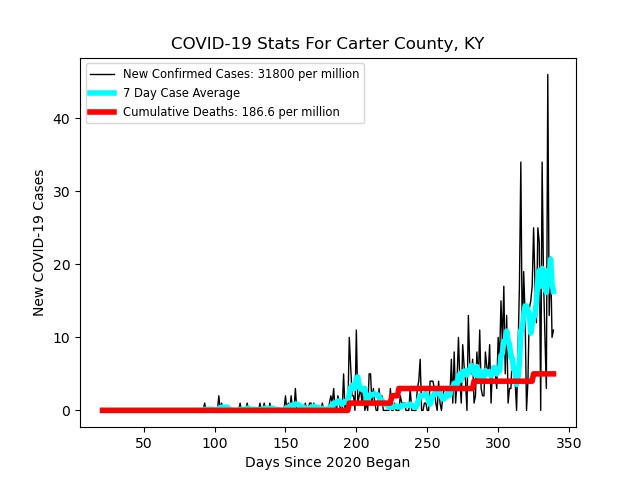 COVID-19 Stats For Carter County, KY
New Confirmed Cases: 31800 per million
7 Day Case Average
Cumulative Deaths: 186.6 per million
New COVID-19 Cases
40
30
20
10
0
50 100 150 200 250 300 350
Days Since 2020 Began